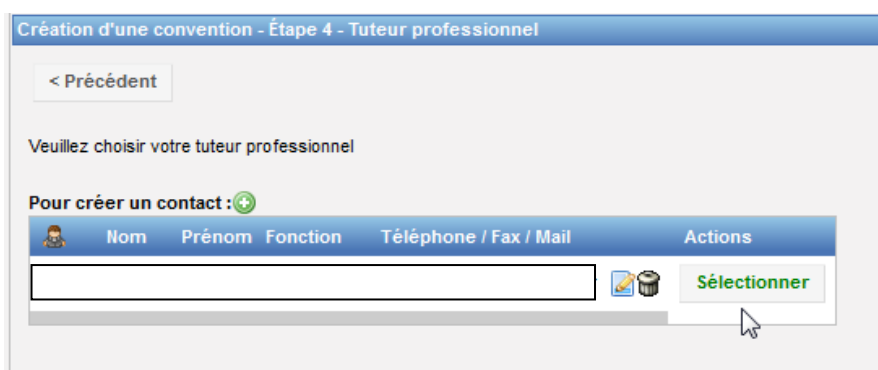 Création d'une convention - Étape 4 - Tuteur professionnel
< Précédent
Veuillez choisir votre tuteur professionnel
Pour créer un contact :
Nom Prénom Fonction Téléphone / Fax / Mail Actions
Sélectionner